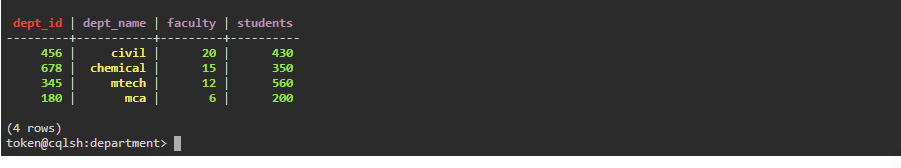 dept_id | dept_name | faculty | students
---------+-----------+---------+----------
456 | civil | 20 | 430
678 | chemical | 15 | 350
345 | mtech | 12 | 560
180 | mca | 6 | 200
(4 rows)
token@cqlsh:department>